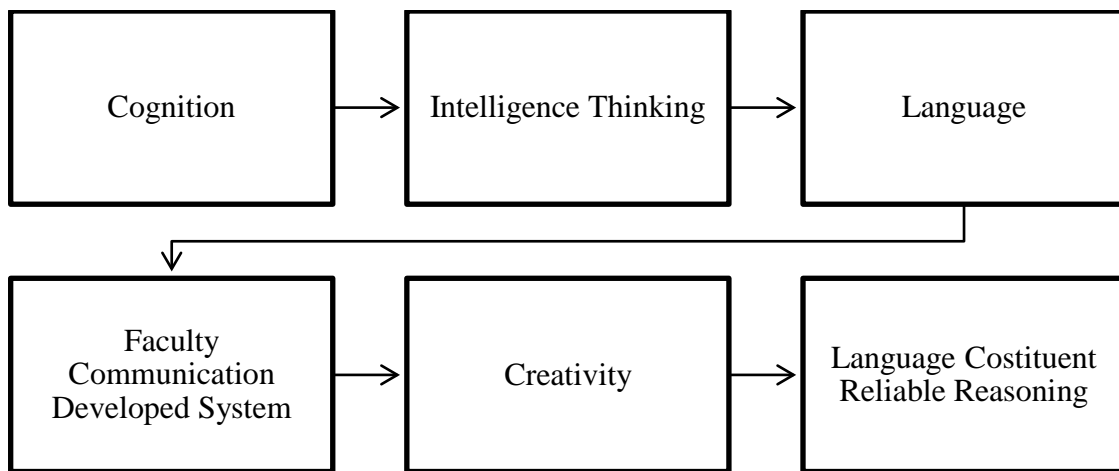 Cognition
Intelligence Thinking
Language
Faculty
Communication
Developed System
Creativity
Language Costituent
Reliable Reasoning